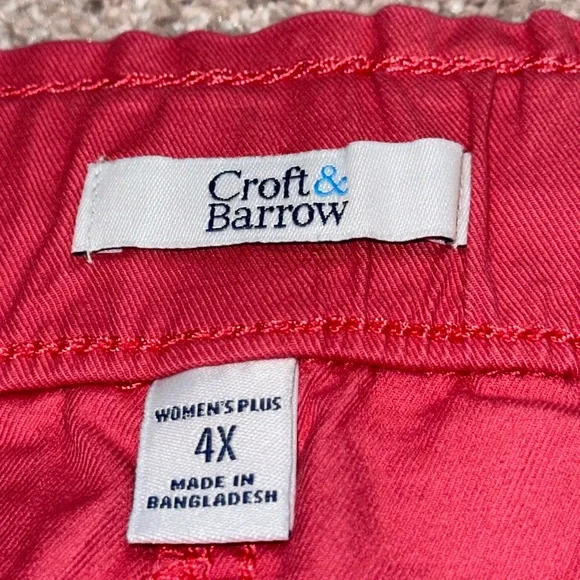 Croft&
Barrow
WOMEN'S PLUS
4X
MADE IN
BANGLADESH